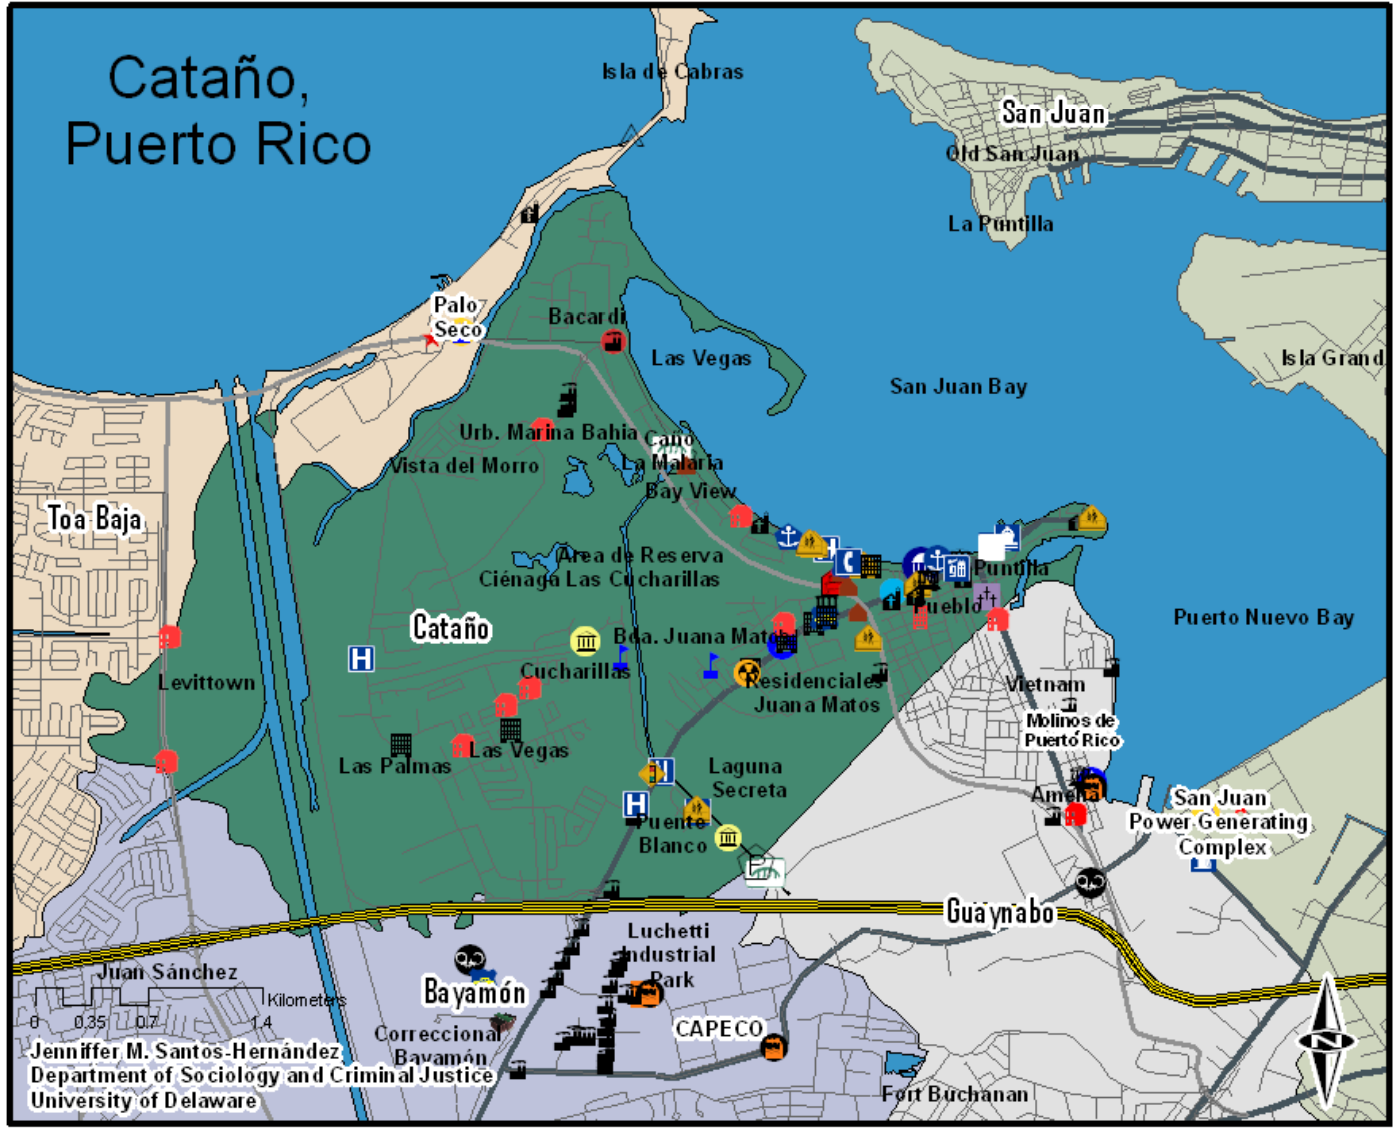 Cataño,
Puerto Rico
Isla de Cabras
San Juan
Old San Juan
La Puntilla
Palo
Seco
Bacardi
Las Vegas
Isla Grand
San Juan Bay
Urb. Marina Bahia
Caño
La Malaria
Vista del Morro
Bay View
Toa Baja
Area de Reserva
Ciénaga Las Cucharillas
Puntilla
Pueblo
Puerto Nuevo Bay
Cataño
Bda. Juana Matos
Cucharillas
Levittown
Residenciales
Juana Matos
Vietnam
Molinos de
Puerto Rico
Las Vegas
Las Palmas
Laguna
Secreta
Amelia
San Juan
Power Generating
Complex
Puente
Blanco
Guaynabo
Luchetti
Industrial
Park
Juan Sánchez
Bayamón
Kilometers
0 0.35 0.7 1.4
CAPECO
Correccional
Bayamón
Jenniffer M. Santos-Hernández
Department of Sociology and Criminal Justice
University of Delaware
Fort Buchanan
N
H
H
H